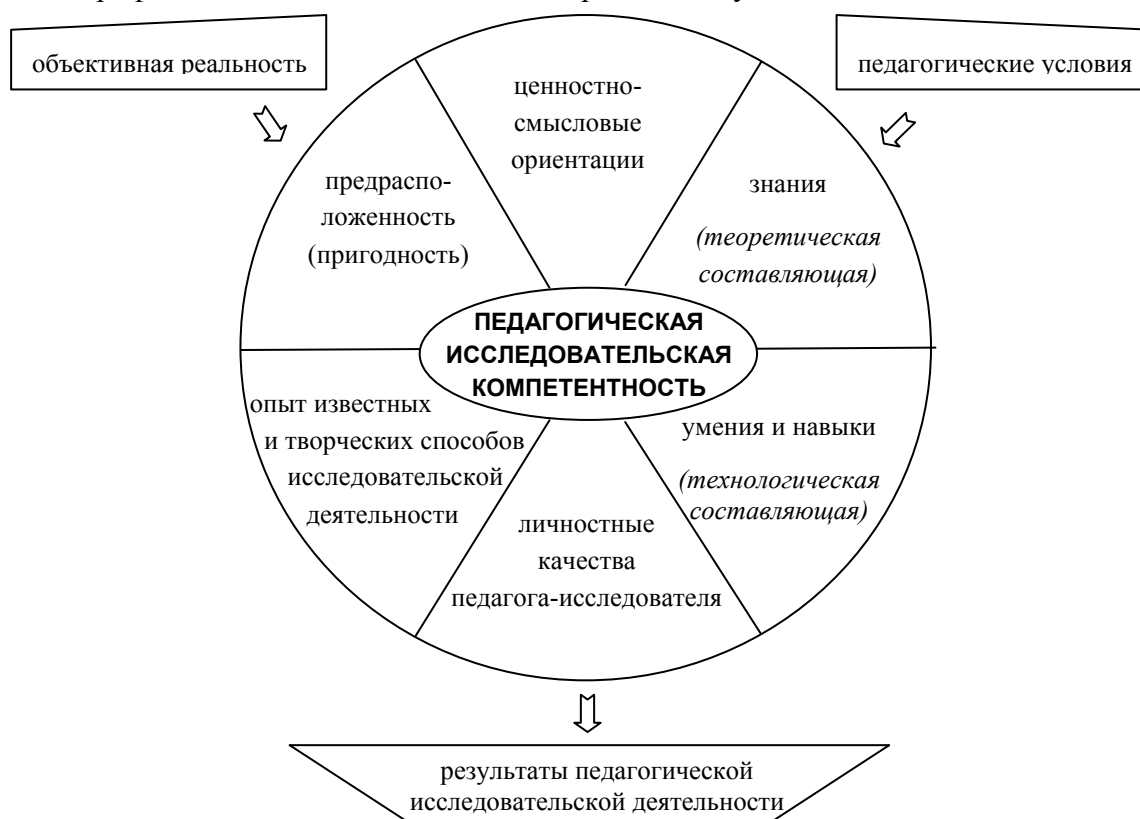 объективная реальность
педагогические условия
ценностно-
смысловые
ориентации
предраспо-
ложенность
(пригодность)
знания
(теоретическая
составляющая)
ПЕДАГОГИЧЕСКАЯ
ИССЛЕДОВАТЕЛЬСКАЯ
КОМПЕТЕНТНОСТЬ
опыт известных
и творческих способов
исследовательской
деятельности
умения и навыки
(технологическая
составляющая)
личностные
качества
педагога-исследователя
результаты педагогической
исследовательской деятельности